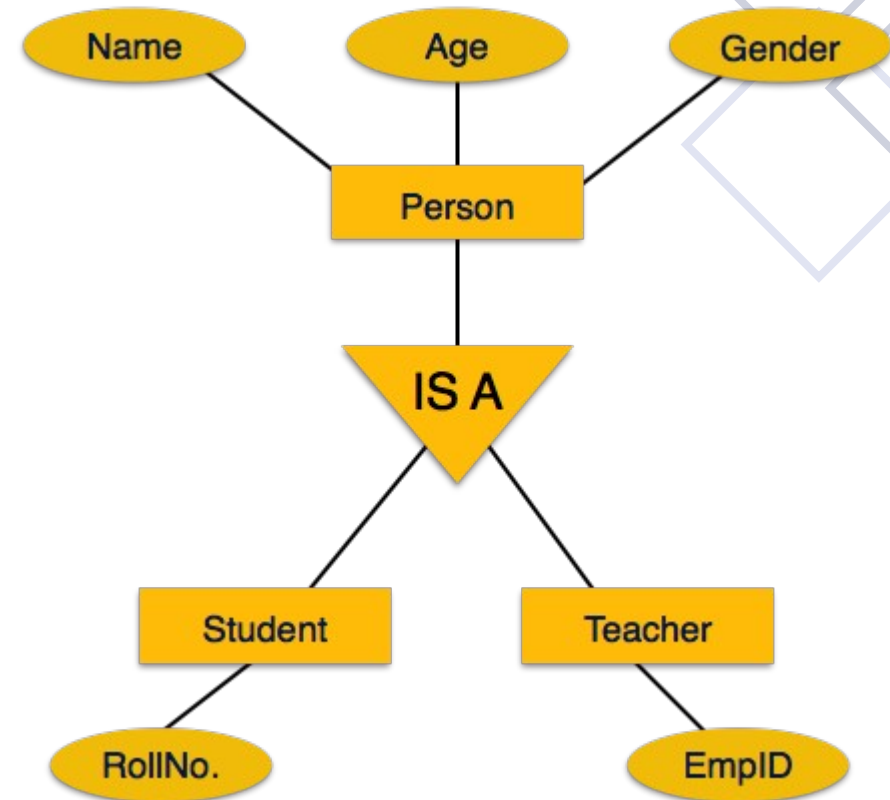 Name
Age
Gender
Person
IS A
Student
Teacher
RollNo.
EmpID